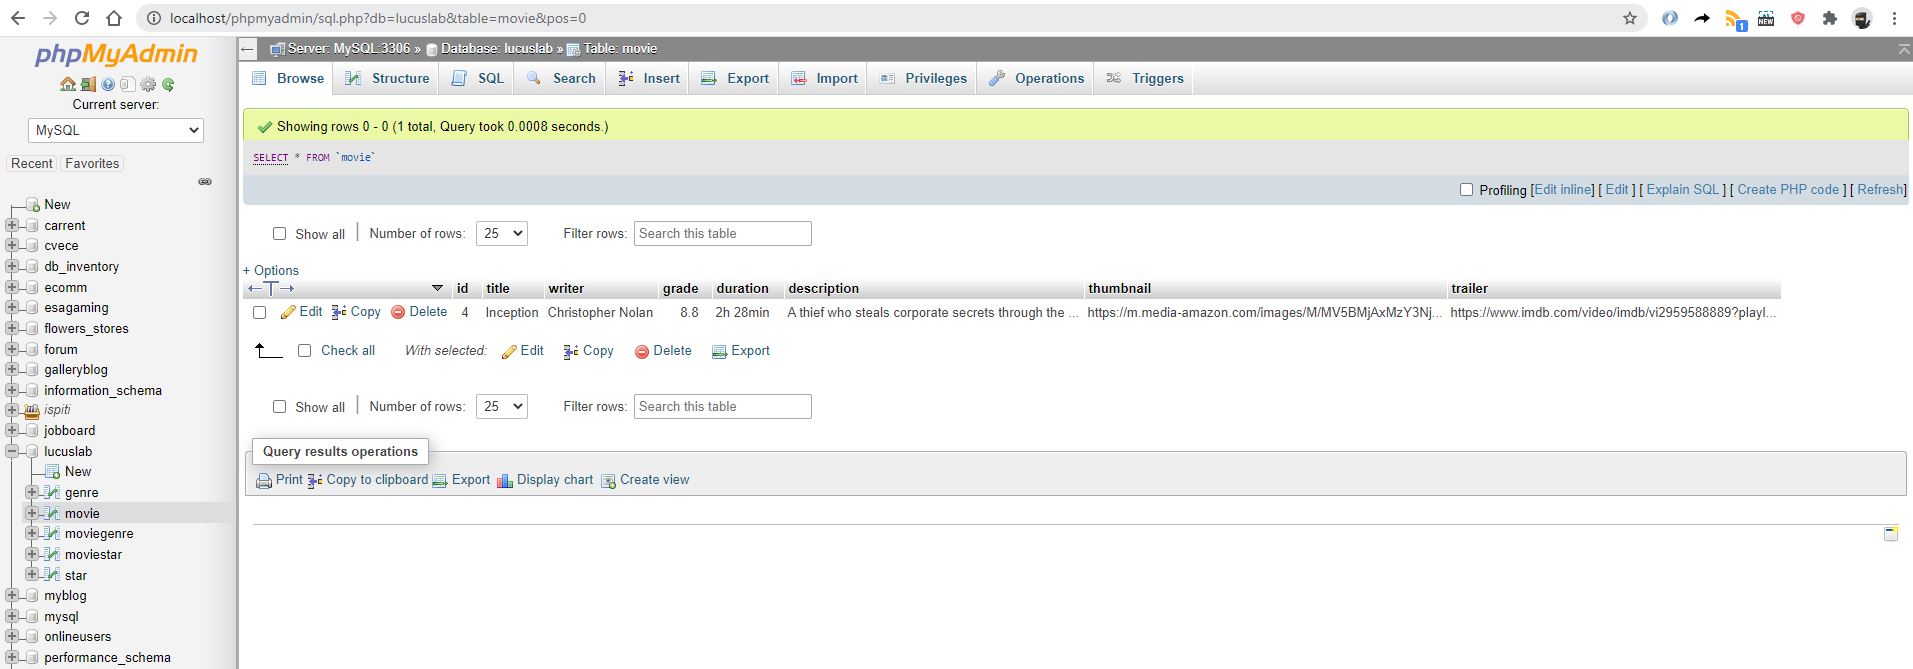 localhost/phpmyadmin/sql.php?db=lucuslab&table=movie&pos=0
1
NEW
phpMyAdmin
Current server:
MySQL
Recent Favorites
New
carrent
cvece
db_inventory
ecomm
esagaming
flowers_stores
forum
galleryblog
information_schema
ispiti
jobboard
lucuslab
New
genre
movie
moviegenre
moviestar
star
myblog
mysql
onlineusers
performance_schema
Server: MySQL:3306 » Database: lucuslab » Table: movie
Browse Structure SQL Search Insert Export Import Privileges Operations Triggers
Showing rows 0 - 0 (1 total, Query took 0.0008 seconds.)
SELECT * FROM `movie`
Profiling [Edit inline] [ Edit ] [ Explain SQL ] [ Create PHP code ] [ Refresh]
Show all | Number of rows: 25 Filter rows: Search this table
+ Options
←T→ id title writer grade duration description thumbnail trailer
Edit Copy Delete 4 Inception Christopher Nolan 8.8 2h 28min A thief who steals corporate secrets through the ... https://m.media-amazon.com/images/M/MV5BMjAxMzY3Nj... https://www.imdb.com/video/imdb/vi2959588889?playl...
Check all With selected: Edit Copy Delete Export
Show all | Number of rows: 25 Filter rows: Search this table
Query results operations
Print Copy to clipboard Export Display chart Create view